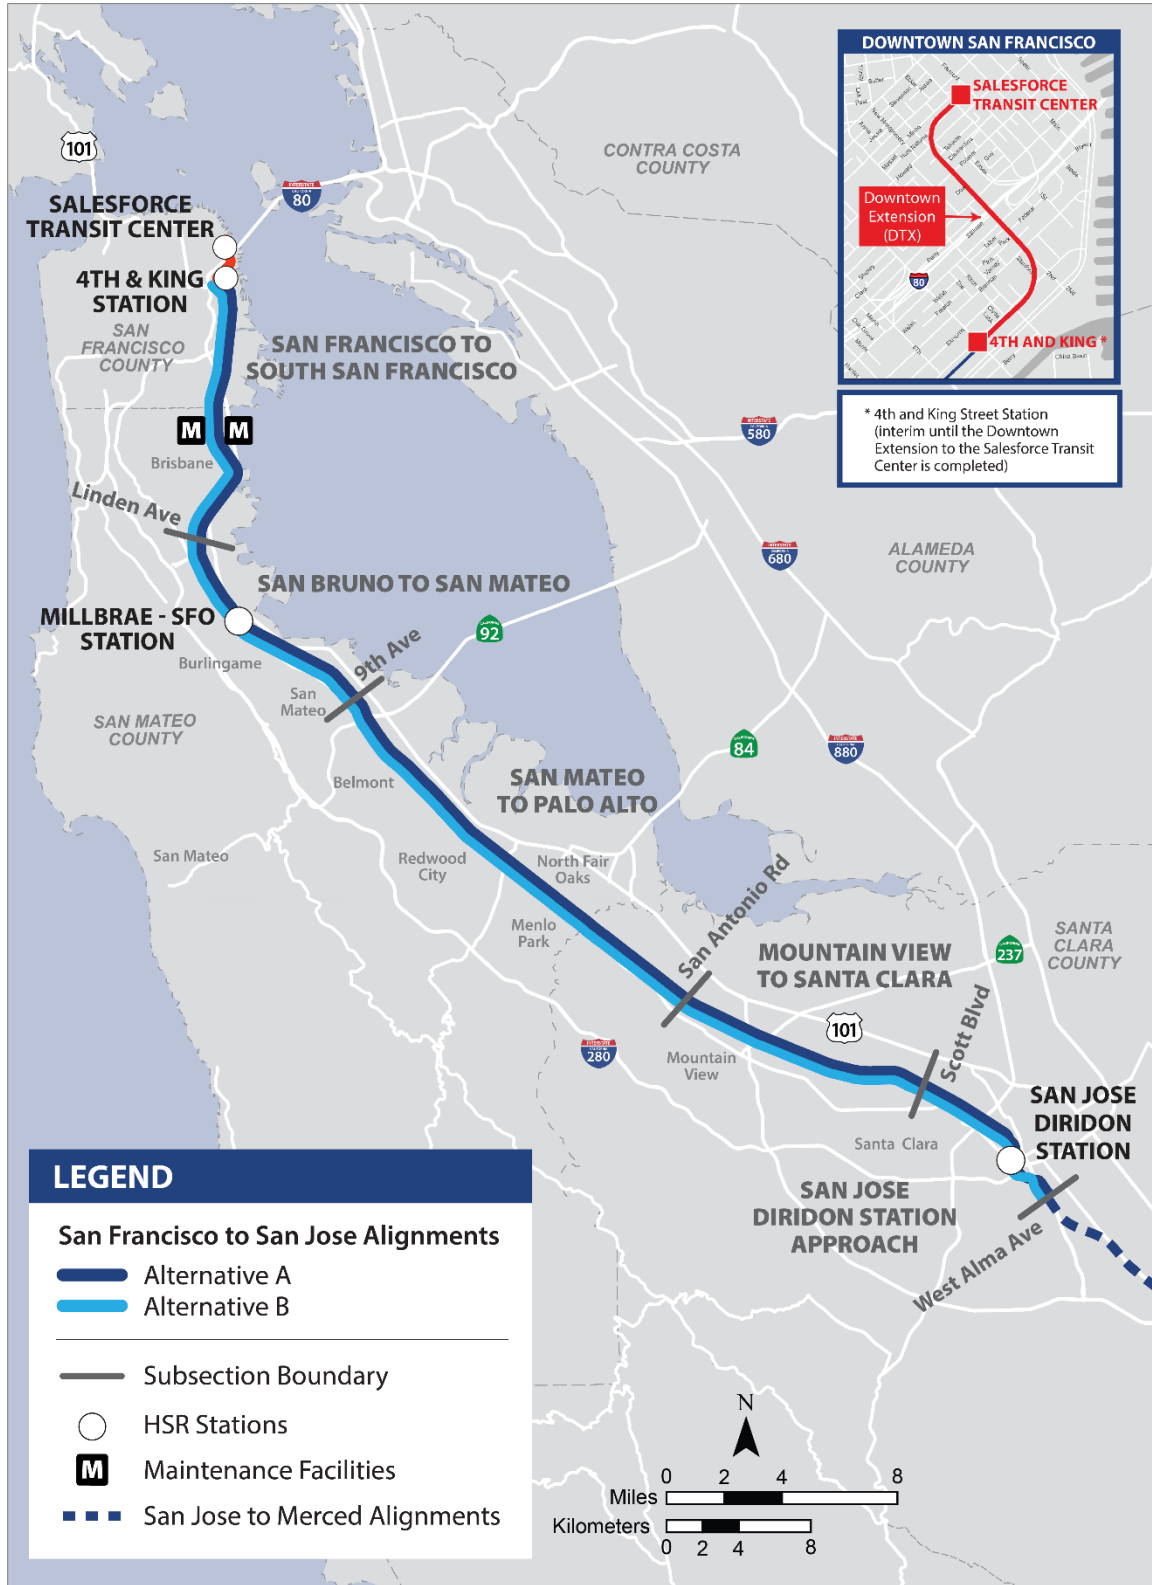 DOWNTOWN SAN FRANCISCO
SALESFORCE
TRANSIT CENTER
Downtown
Extension
(DTX)
80
4TH AND KING *
* 4th and King Street Station
(interim until the Downtown
Extension to the Salesforce Transit
Center is completed)
101
CONTRA COSTA
COUNTY
INTERSTATE
80
SALESFORCE
TRANSIT CENTER
4TH & KING
STATION
SAN
FRANCISCO
COUNTY
SAN FRANCISCO TO
SOUTH SAN FRANCISCO
580
M M
Brisbane
Linden Ave
680
ALAMEDA
COUNTY
SAN BRUNO TO SAN MATEO
MILLBRAE - SFO
STATION
92
9th Ave
Burlingame
San
Mateo
SAN MATEO
COUNTY
84
880
Belmont
SAN MATEO
TO PALO ALTO
San Mateo
Redwood
City
North Fair
Oaks
San Antonio Rd
Menlo
Park
MOUNTAIN VIEW
TO SANTA CLARA
237
SANTA
CLARA
COUNTY
101
Scott Blvd
280
Mountain
View
SAN JOSE
DIRIDON
STATION
Santa Clara
SAN JOSE
DIRIDON STATION
APPROACH
West Alma Ave
LEGEND
San Francisco to San Jose Alignments
Alternative A
Alternative B
Subsection Boundary
HSR Stations
M Maintenance Facilities
San Jose to Merced Alignments
N
0 2 4 8
Miles
Kilometers
0 2 4 8